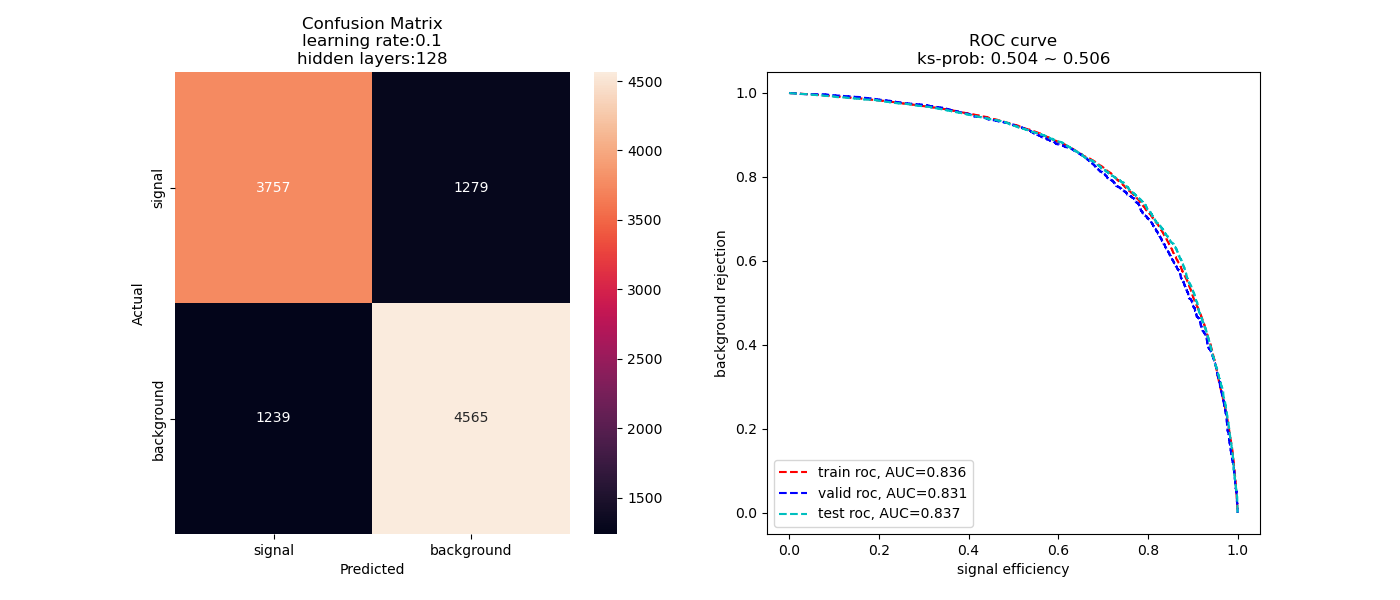 Confusion Matrix
learning rate:0.1
hidden layers:128
signal
background
Actual
3757
1279
1239
4565
signal
background
Predicted
4500
4000
3500
3000
2500
2000
1500
ROC curve
ks-prob: 0.504 ~ 0.506
background rejection
1.0
0.8
0.6
0.4
0.2
0.0
train roc, AUC=0.836
valid roc, AUC=0.831
test roc, AUC=0.837
0.0
0.2
0.4
0.6
0.8
1.0
signal efficiency